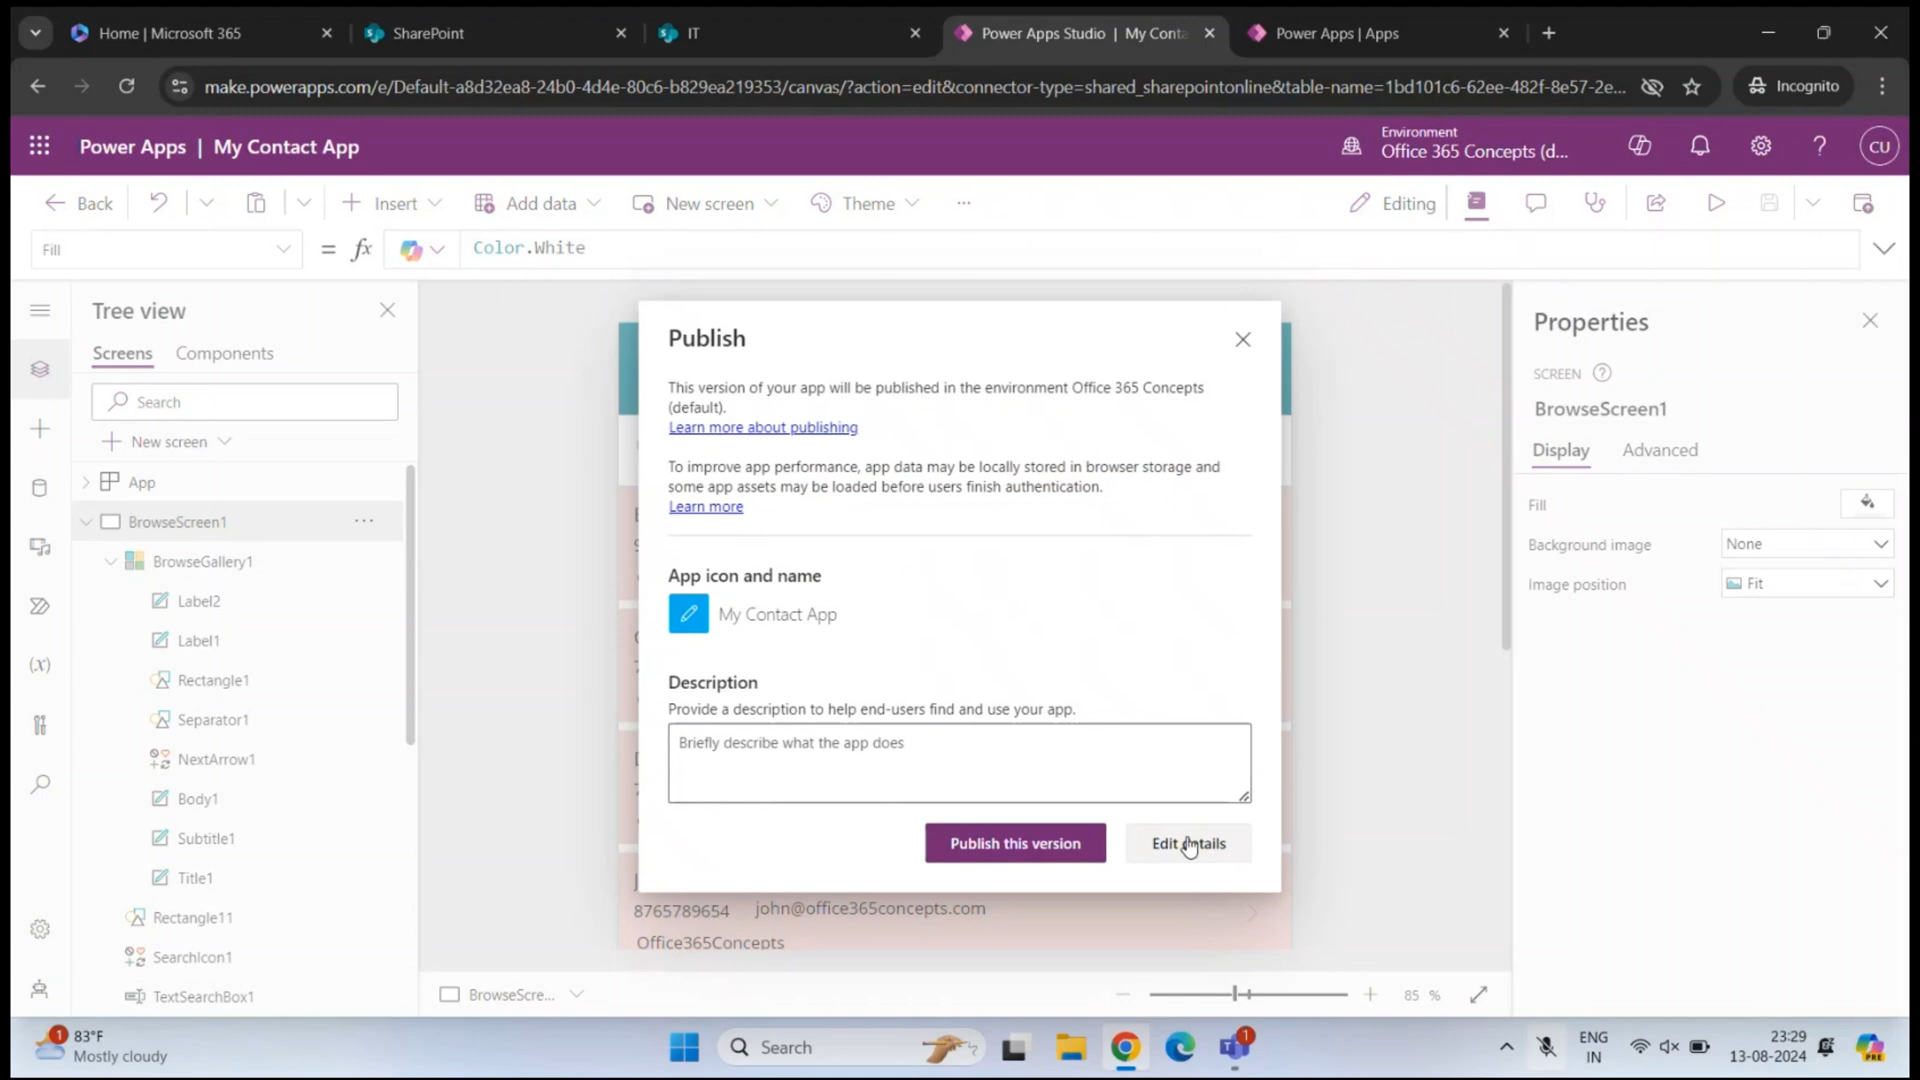 Home | Microsoft 365
SharePoint
IT
Power Apps Studio | My Conta
Power Apps | Apps
make.powerapps.com/e/Default-a8d32ea8-24b0-4d4e-80c6-b829ea219353/canvas/?action=edit&connector-type=shared_sharepointonline&table-name=1bd101c6-62ee-482f-8e57-2e...
Incognito
Power Apps | My Contact App
Environment
Office 365 Concepts (d...
CU
Back
Insert
Add data
New screen
Theme
...
Editing
Fill
= fx
Color.White
Tree view
Screens
Components
Search
New screen
App
BrowseScreen1
...
BrowseGallery1
Label2
Label1
Rectangle1
Separator1
NextArrow1
Body1
Subtitle1
Title1
Rectangle11
SearchIcon1
TextSearchBox1
(x)
Publish
This version of your app will be published in the environment Office 365 Concepts
(default).
Learn more about publishing
To improve app performance, app data may be locally stored in browser storage and
some app assets may be loaded before users finish authentication.
Learn more
App icon and name
My Contact App
Description
Provide a description to help end-users find and use your app.
Briefly describe what the app does
Publish this version
Edit details
8765789654 john@office365concepts.com
Office365Concepts
BrowseScre...
85 %
Properties
SCREEN
BrowseScreen1
Display
Advanced
Fill
Background image
None
Image position
Fit
1
83°F
Mostly cloudy
Search
1
ENG
IN
23:29
13-08-2024
PRE